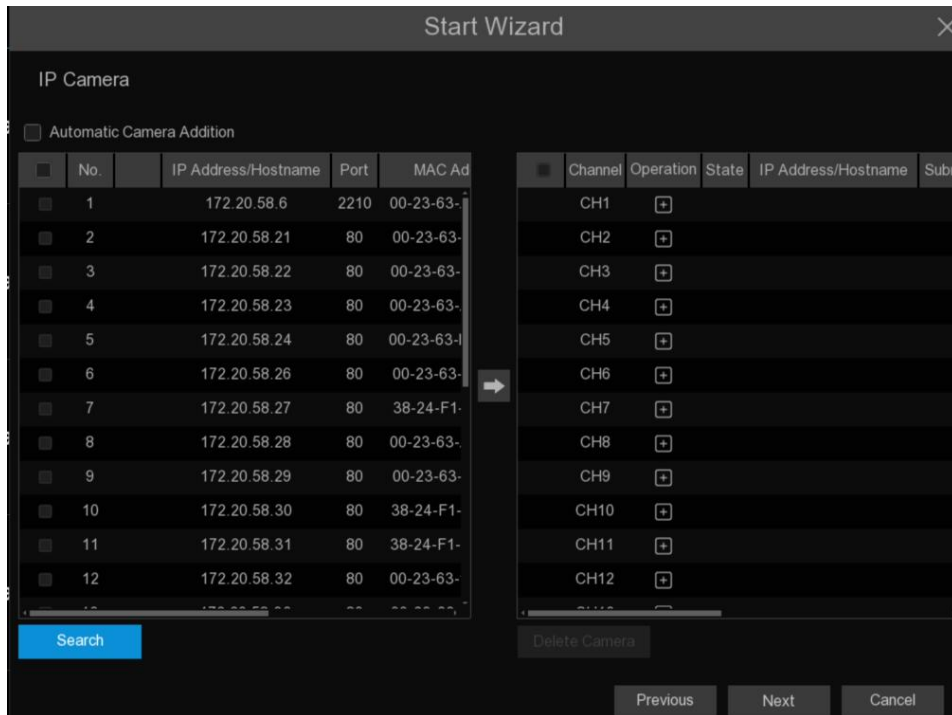 Start Wizard
IP Camera
Automatic Camera Addition
No. IP Address/Hostname Port MAC Ad
1 172.20.58.6 2210 00-23-63-
2 172.20.58.21 80 00-23-63-
3 172.20.58.22 80 00-23-63-
4 172.20.58.23 80 00-23-63-
5 172.20.58.24 80 00-23-63-
6 172.20.58.26 80 00-23-63-
7 172.20.58.27 80 38-24-F1-
8 172.20.58.28 80 00-23-63-
9 172.20.58.29 80 00-23-63-
10 172.20.58.30 80 38-24-F1-
11 172.20.58.31 80 38-24-F1-
12 172.20.58.32 80 00-23-63-
Search
Channel Operation State IP Address/Hostname Sub
CH1
CH2
CH3
CH4
CH5
CH6
CH7
CH8
CH9
CH10
CH11
CH12
Delete Camera
Previous Next Cancel